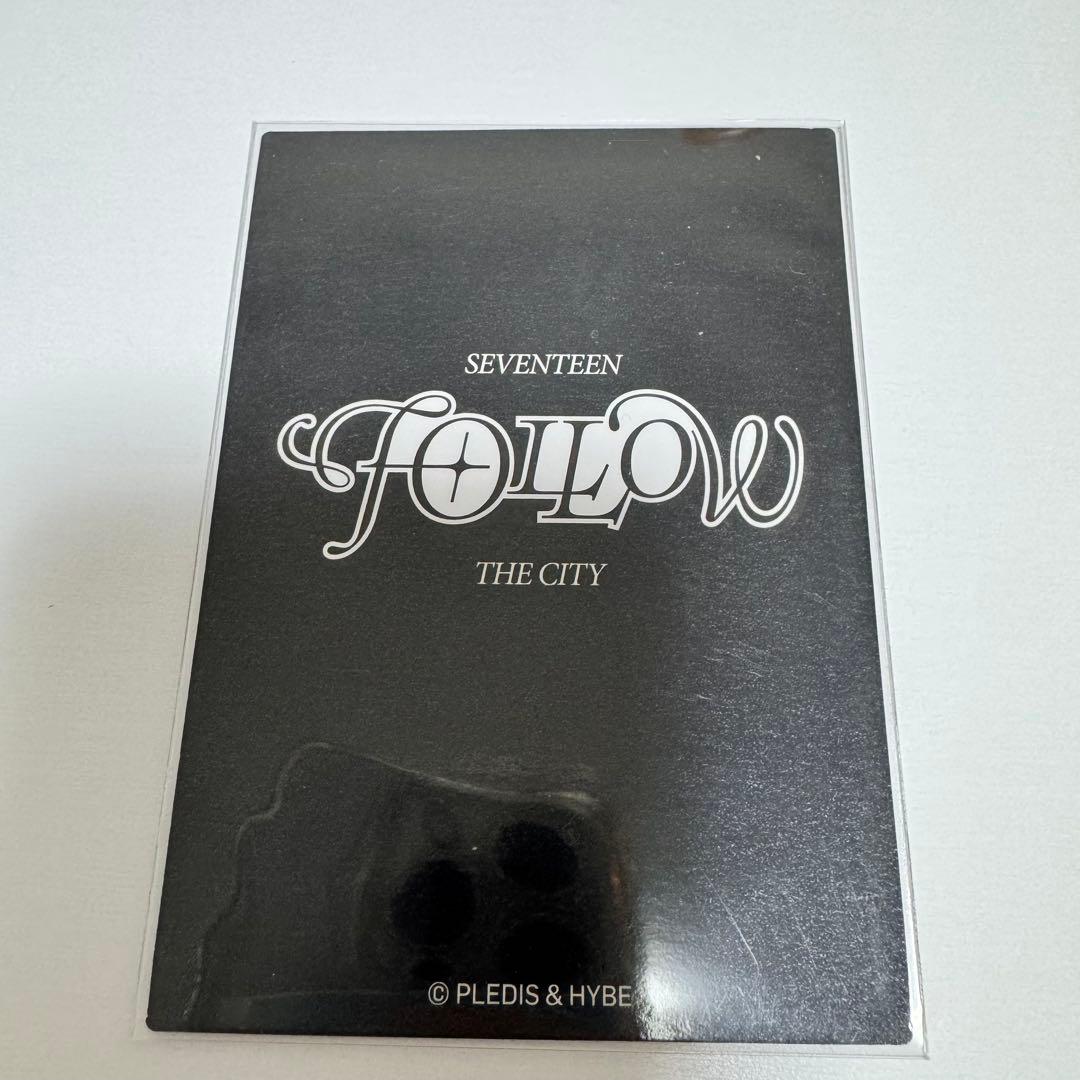 SEVENTEEN
FOLLOW
THE CITY
© PLEDIS & HYBE